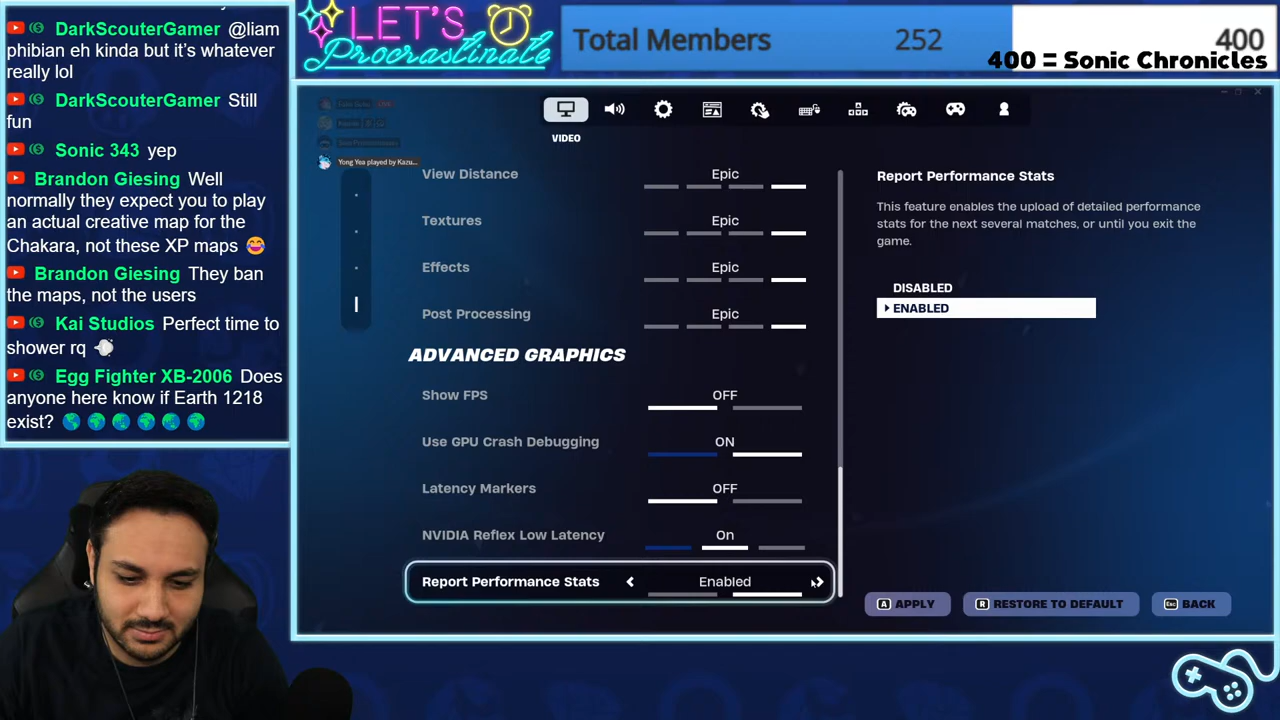 DarkScouterGamer @liam
phibian eh kinda but it's whatever
really lol
DarkScouterGamer Still
fun
Sonic 343 yep
Brandon Giesing Well
normally they expect you to play
an actual creative map for the
Chakara, not these XP maps 😂
Brandon Giesing They ban
the maps, not the users
Kai Studios Perfect time to
shower rq
Egg Fighter XB-2006 Does
anyone here know if Earth 1218
exist? 🌎 🌍 🌏 🌍 🌎 🌍
LET'S
Procrastinate
Total Members 252 400
400 = Sonic Chronicles
VIDEO
Yong Yea played by Kazu...
View Distance Epic
Textures Epic
Effects Epic
Post Processing Epic
ADVANCED GRAPHICS
Show FPS OFF
Use GPU Crash Debugging ON
Latency Markers OFF
NVIDIA Reflex Low Latency On
Report Performance Stats Enabled
Report Performance Stats
This feature enables the upload of detailed performance
stats for the next several matches, or until you exit the
game.
DISABLED
ENABLED
A APPLY
R RESTORE TO DEFAULT
Esc BACK